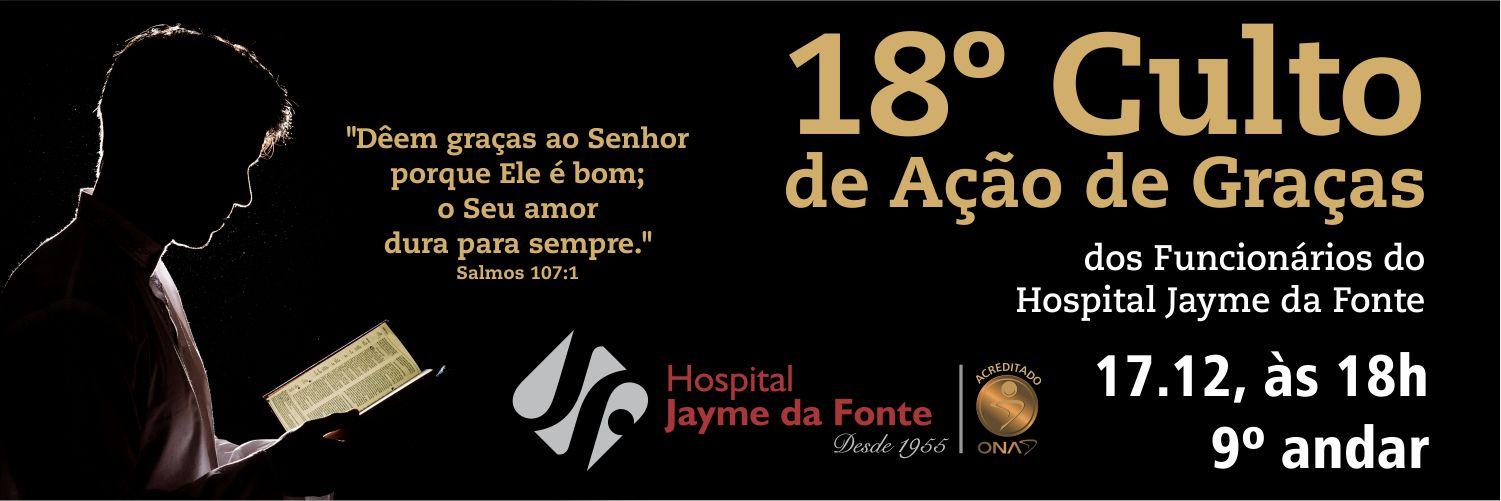 18º Culto
de Ação de Graças
dos Funcionários do
Hospital Jayme da Fonte
17.12, às 18h
9º andar
"Dêem graças ao Senhor
porque Ele é bom;
o Seu amor
dura para sempre."
Salmos 107:1
Hospital
Jayme da Fonte
Desde 1955
ACREDITADO
ONA